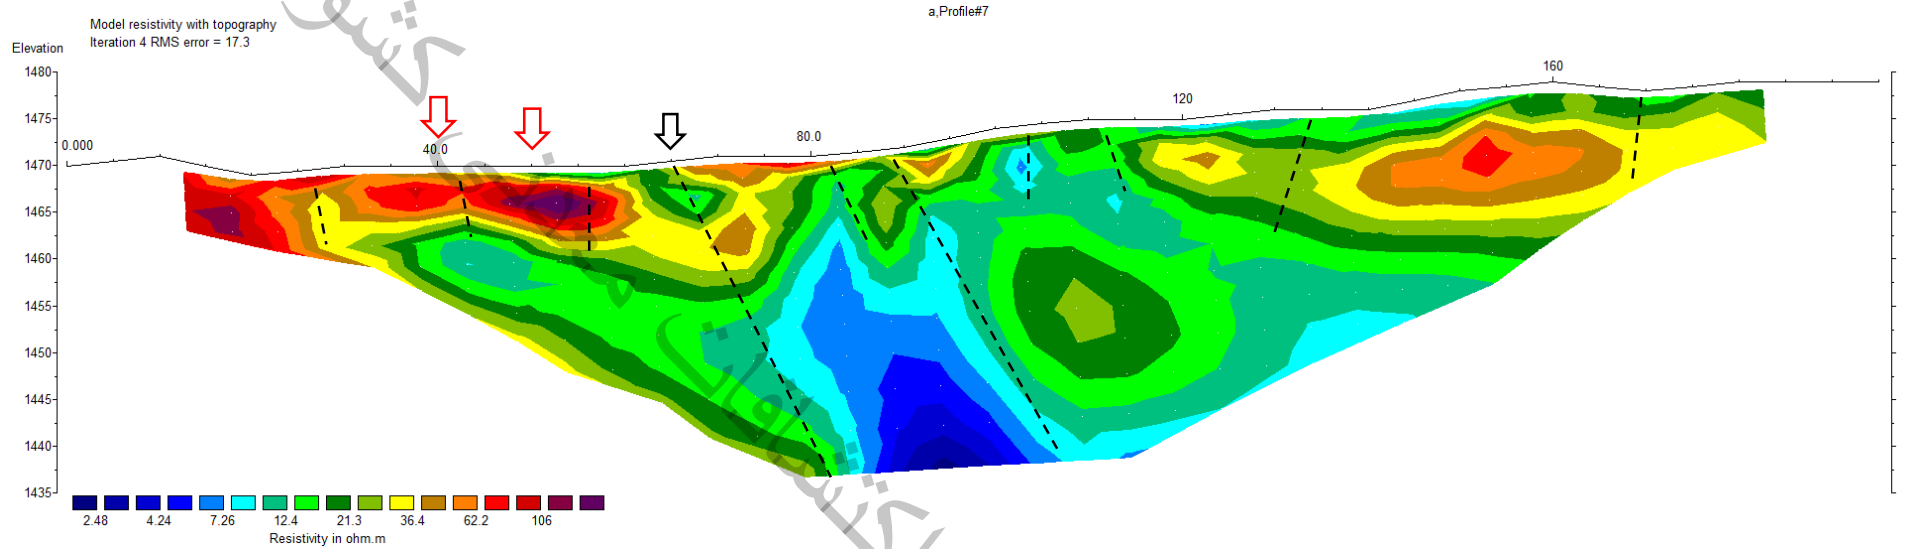 a,Profile#7
Model resistivity with topography
Iteration 4 RMS error = 17.3
Elevation
1480
1475
1470
1465
1460
1455
1450
1445
1440
1435
0.000
40.0
80.0
120
160
2.48 4.24 7.26 12.4 21.3 36.4 62.2 106
Resistivity in ohm.m